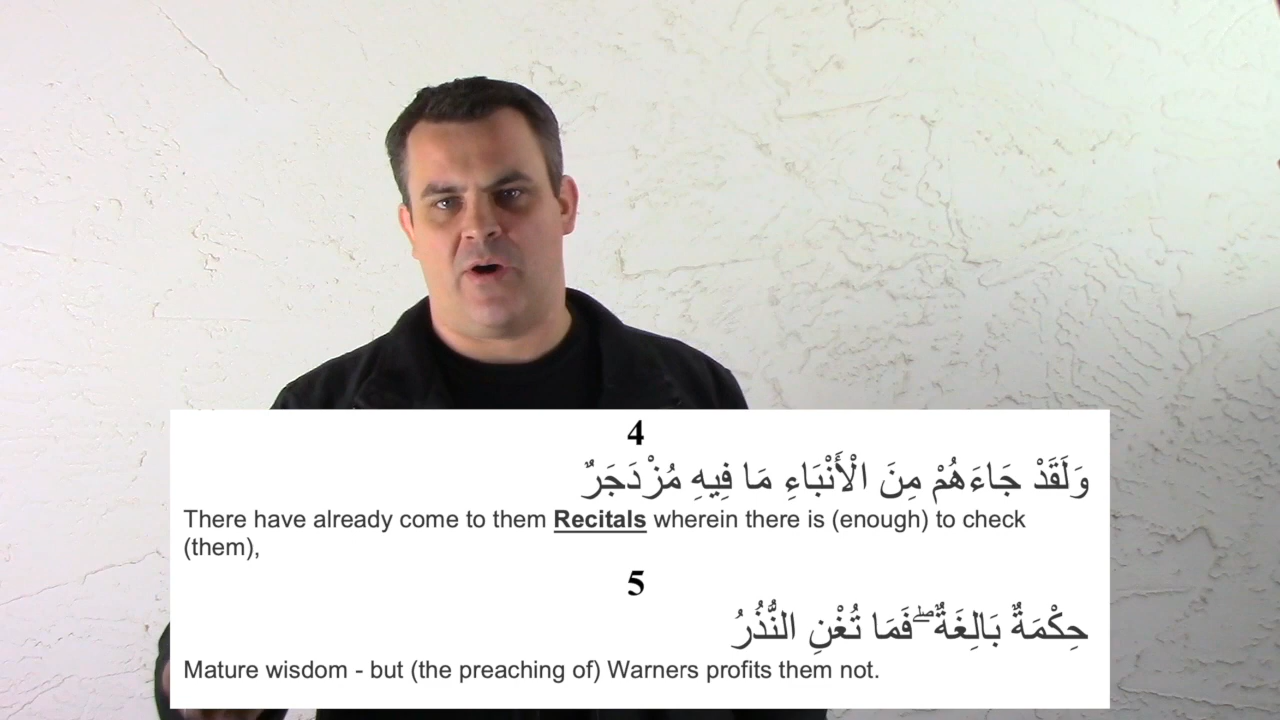 4
وَلَقَدْ جَاءَهُمْ مِنَ الْأَنْبَاءِ مَا فِيهِ مُزْدَجَرٌ
There have already come to them Recitals wherein there is (enough) to check
(them),
5
حِكْمَةٌ بَالِغَةٌ ۖ فَمَا تُغْنِ النُّذُرُ
Mature wisdom - but (the preaching of) Warners profits them not.